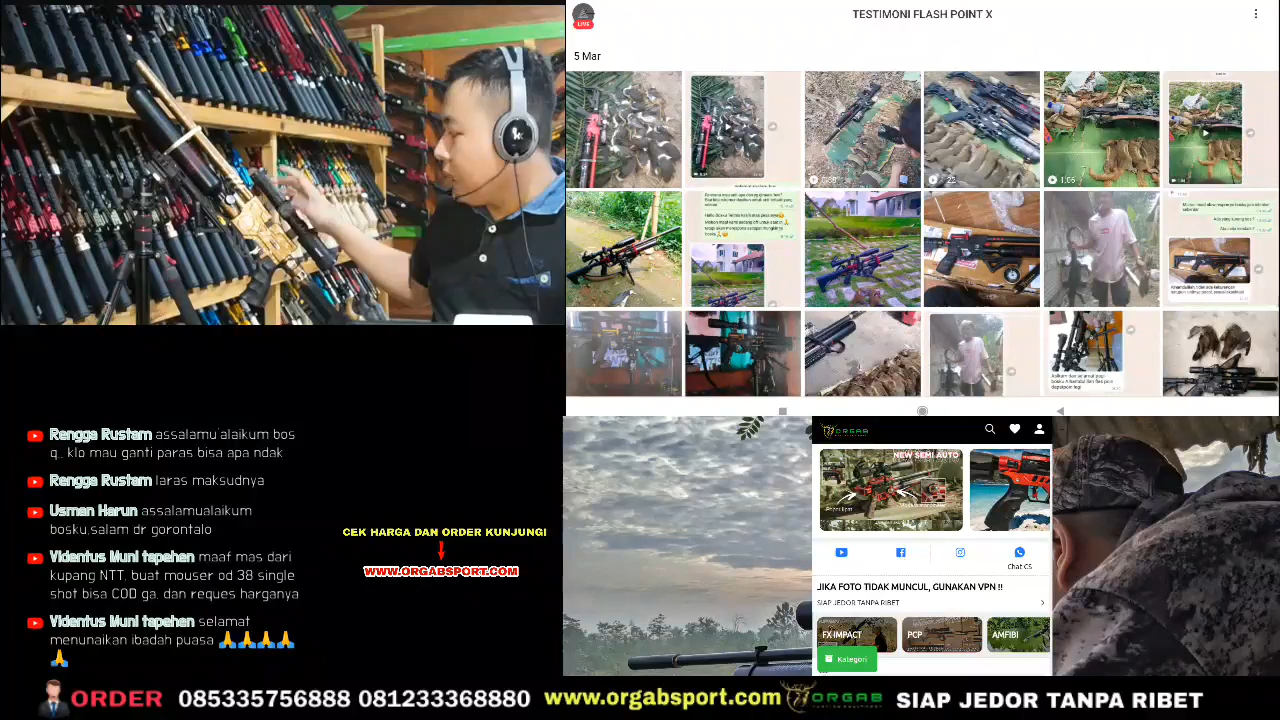 LIVE
TESTIMONI FLASH POINT X
5 Mar
1:06
Rengga Rustam assalamu'alaikum bos
q.. klo mau ganti paras bisa apa ndak
Rengga Rustam laras maksudnya
Usman Harun assalamualaikum
bosku,salam dr gorontalo
Videntus Muni tapehen maaf mas dari
kupang NTT, buat mouser od 38 single
shot bisa COD ga, dan reques harganya
Videntus Muni tapehen selamat
menunaikan ibadah puasa 🙏🙏🙏🙏
🙏
CEK HARGA DAN ORDER KUNJUNGI
WWW.ORGABSPORT.COM
ORGAB
NEW SEMI AUTO
Chat CS
JIKA FOTO TIDAK MUNCUL, GUNAKAN VPN !!
SIAP JEDOR TANPA RIBET
FX IMPACT
PCP
AMFIBI
Kategori
ORDER 085335756888 081233368880 www.orgabsport.com ORGAB SIAP JEDOR TANPA RIBET